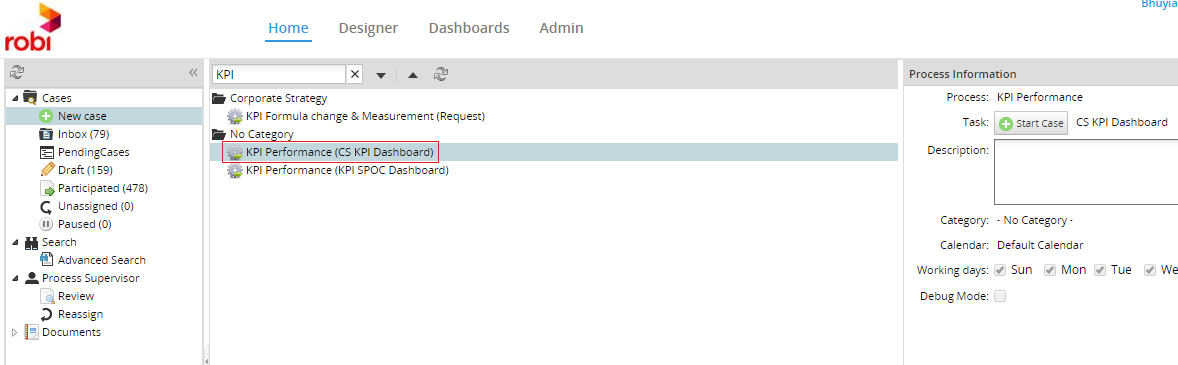 Bhuyia
robi
Home Designer Dashboards Admin
KPI
Process Information
Cases
New case
Inbox (79)
PendingCases
Draft (159)
Participated (478)
Unassigned (0)
Paused (0)
Search
Advanced Search
Process Supervisor
Review
Reassign
Documents
Corporate Strategy
KPI Formula change & Measurement (Request)
No Category
KPI Performance (CS KPI Dashboard)
KPI Performance (KPI SPOC Dashboard)
Process: KPI Performance
Task: Start Case CS KPI Dashboard
Description:
Category: - No Category -
Calendar: Default Calendar
Working days: Sun Mon Tue We
Debug Mode: